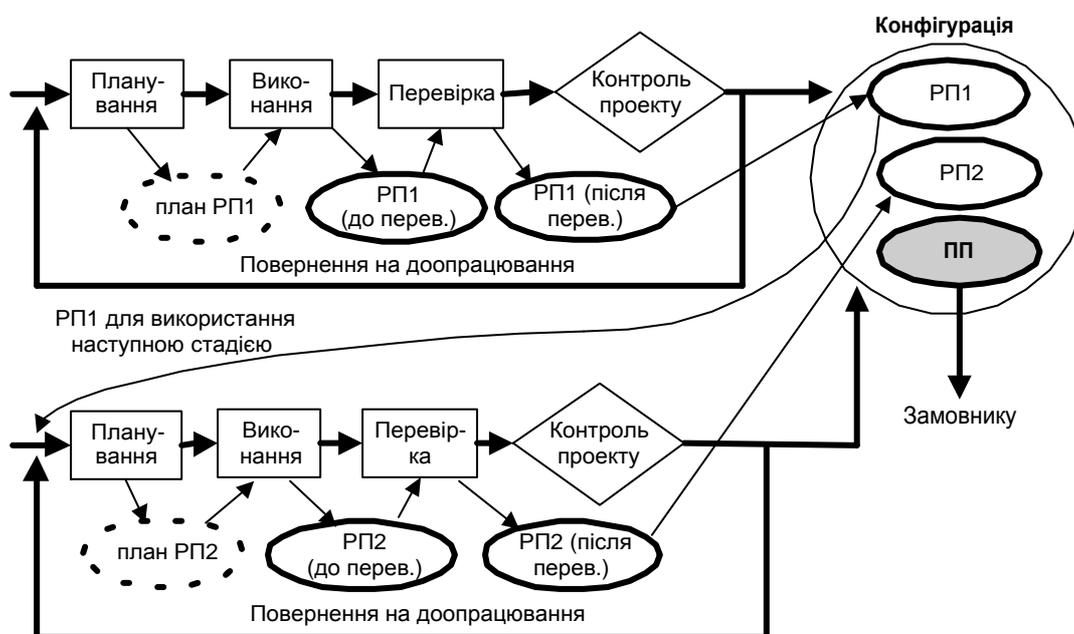 Конфігурація
Плану-
вання
Вико-
нання
Перевірка
Контроль
проекту
РП1
план РП1
РП1
(до перев.)
РП1 (після
перев.)
РП2
ПП
Повернення на доопрацювання
РП1 для використання
наступною стадією
Замовнику
Плану-
вання
Вико-
нання
Перевір-
ка
Контроль
проекту
план РП2
РП2
(до перев.)
РП2 (після
перев.)
Повернення на доопрацювання